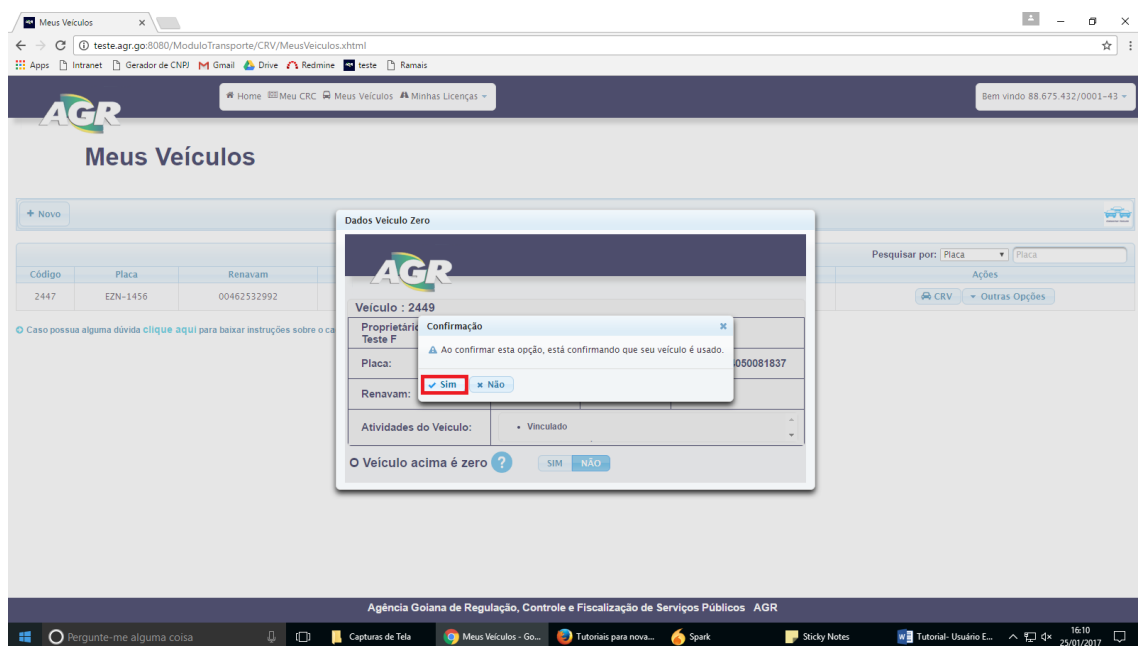 Meus Veículos
teste.agr.go:8080/ModuloTransporte/CRV/MeusVeiculos.xhtml
Apps Intranet Gerador de CNPJ Gmail Drive Redmine teste Ramais
AGR
Home Meu CRC Meus Veículos Minhas Licenças
Bem vindo 88.675.432/0001-43
Meus Veículos
Novo
Dados Veiculo Zero
Pesquisar por: Placa Placa
Código Placa Renavam Ações
2447 EZN-1456 00462532992 CRV Outras Opções
Caso possua alguma dúvida clique aqui para baixar instruções sobre o ca
AGR
Veículo : 2449
Proprietário
Teste F
Confirmação
Ao confirmar esta opção, está confirmando que seu veículo é usado.
Placa: 050081837
Sim Não
Renavam:
Atividades do Veiculo: • Vinculado
O Veículo acima é zero ? SIM NÃO
Agência Goiana de Regulação, Controle e Fiscalização de Serviços Públicos AGR
Pergunte-me alguma coisa Capturas de Tela Meus Veículos - Go... Tutoriais para nova... Spark Sticky Notes Tutorial- Usuário E... 16:10
25/01/2017